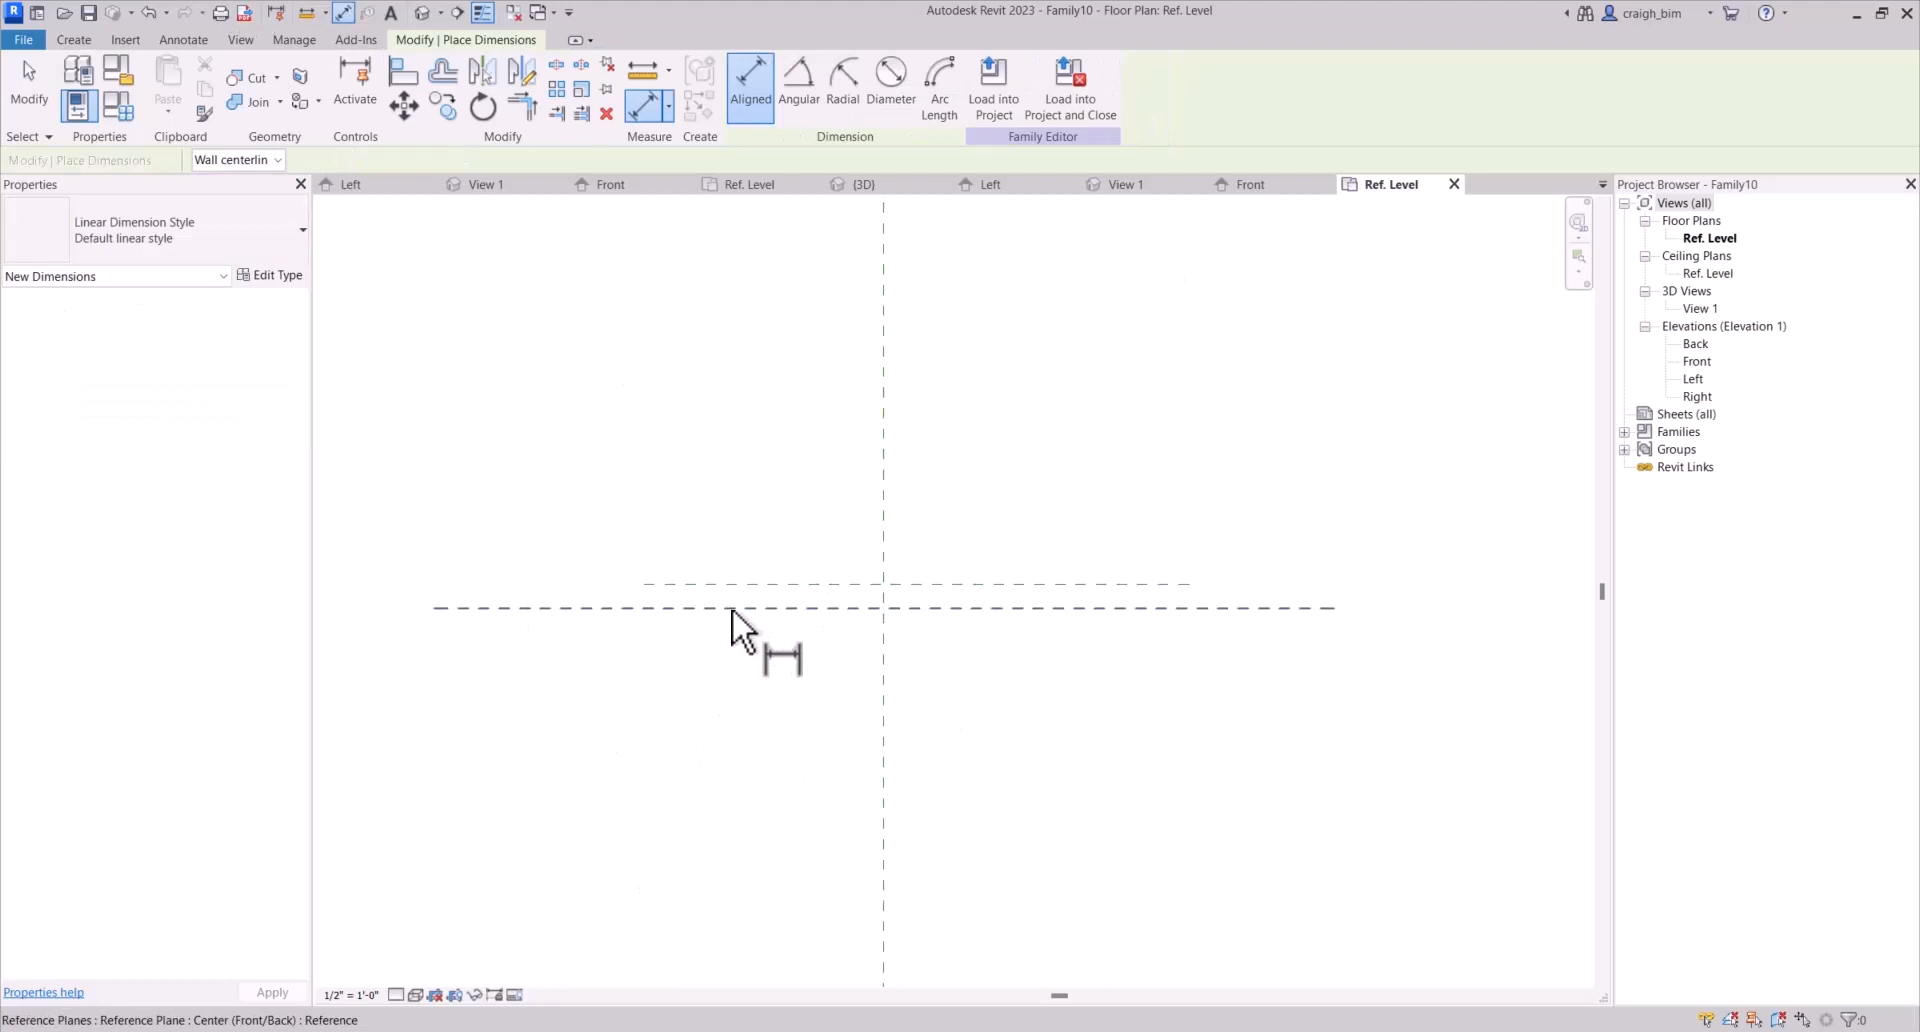 Autodesk Revit 2023 - Family10 - Floor Plan: Ref. Level
craigh_bim
File Create Insert Annotate View Manage Add-Ins Modify | Place Dimensions
Modify
Paste
Cut
Join
Activate
Aligned Angular Radial Diameter Arc Length Load into Project Load into Project and Close
Select Properties Clipboard Geometry Controls Modify Measure Create Dimension Family Editor
Modify | Place Dimensions Wall centerlin
Properties
Left View 1 Front Ref. Level {3D} Left View 1 Front Ref. Level
Project Browser - Family10
Linear Dimension Style
Default linear style
New Dimensions Edit Type
Views (all)
Floor Plans
Ref. Level
Ceiling Plans
Ref. Level
3D Views
View 1
Elevations (Elevation 1)
Back
Front
Left
Right
Sheets (all)
Families
Groups
Revit Links
Properties help Apply
1/2" = 1'-0"
Reference Planes : Reference Plane : Center (Front/Back) : Reference
:0